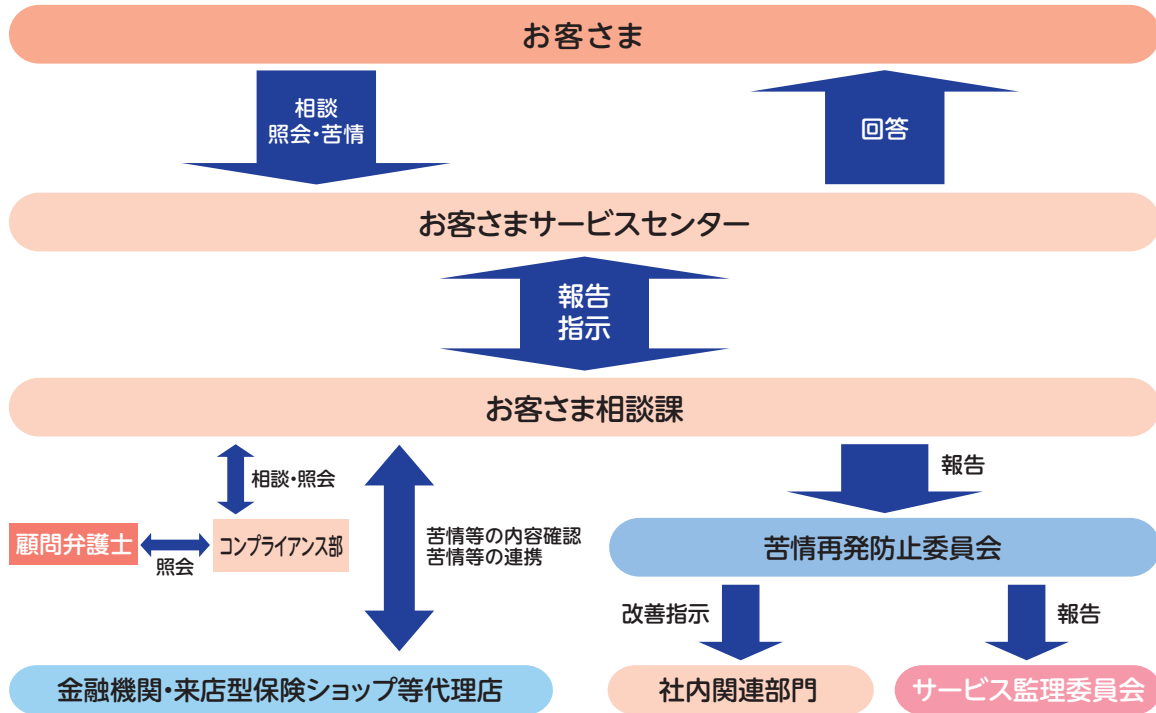 お客さま
相談
照会・苦情
回答
お客さまサービスセンター
報告
指示
お客さま相談課
相談・照会
報告
顧問弁護士
照会
コンプライアンス部
苦情等の内容確認
苦情等の連携
苦情再発防止委員会
改善指示
報告
金融機関・来店型保険ショップ等代理店
社内関連部門
サービス監理委員会